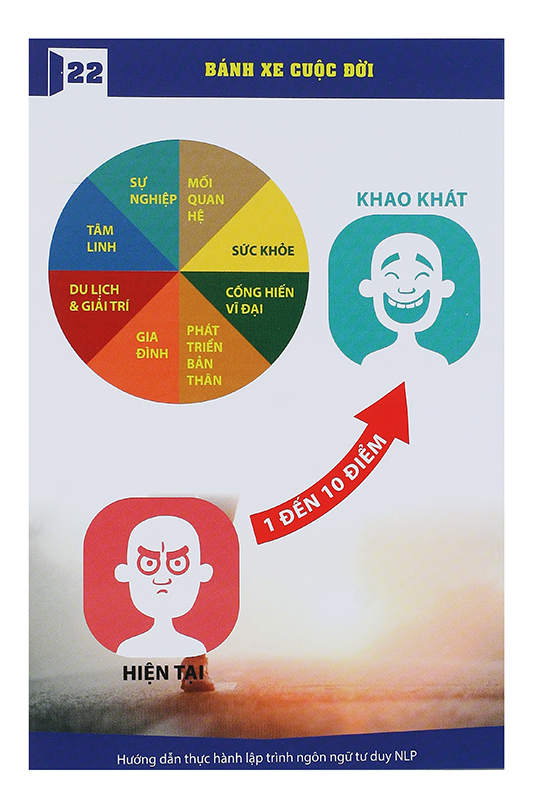 22
BÁNH XE CUỘC ĐỜI
SỰ
NGHIỆP
MỐI
QUAN
HỆ
TÂM
LINH
SỨC KHỎE
DU LỊCH
& GIẢI TRÍ
CỐNG HIẾN
VĨ ĐẠI
GIA
ĐÌNH
PHÁT
TRIỂN
BẢN
THÂN
KHAO KHÁT
1 ĐẾN 10 ĐIỂM
HIỆN TẠI
Hướng dẫn thực hành lập trình ngôn ngữ tư duy NLP